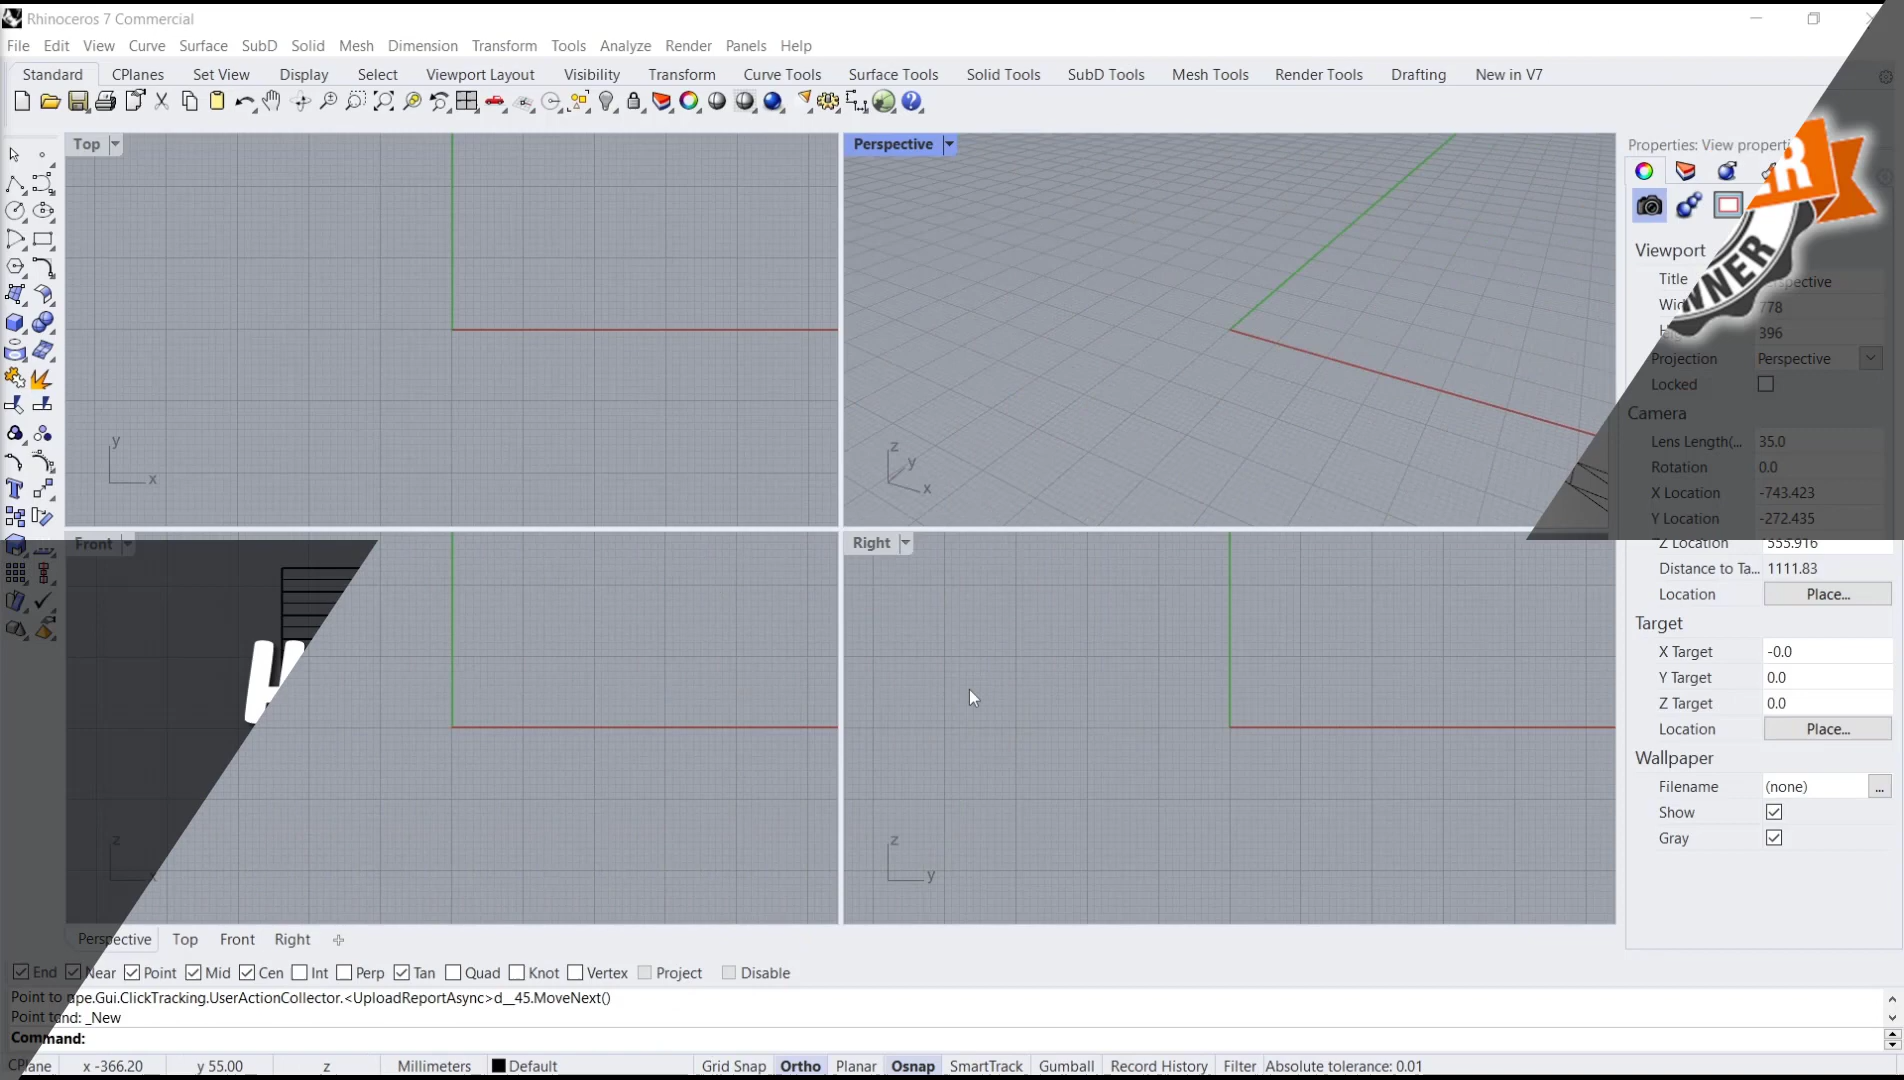 Rhinoceros 7 Commercial
File Edit View Curve Surface SubD Solid Mesh Dimension Transform Tools Analyze Render Panels Help
Standard CPlanes Set View Display Select Viewport Layout Visibility Transform Curve Tools Surface Tools Solid Tools SubD Tools Mesh Tools Render Tools Drafting New in V7
Top
Perspective
Properties: View properti
Viewport
Title
778
396
Projection Perspective
Locked
Camera
Lens Length(... 35.0
Rotation 0.0
X Location -743.423
Y Location -272.435
Z Location 555.916
Distance to Ta... 1111.83
Location Place...
Target
X Target -0.0
Y Target 0.0
Z Target 0.0
Location Place...
Wallpaper
Filename (none) ...
Show
Gray
ER
WNER
y
x
z
y
x
Front
Right
z
x
z
y
H
Perspective Top Front Right
End Near Point Mid Cen Int Perp Tan Quad Knot Vertex Project Disable
Point to ape.Gui.ClickTracking.UserActionCollector.<UploadReportAsync>d__45.MoveNext()
Point tand: _New
Command:
CPlane x -366.20 y 55.00 z Millimeters Default Grid Snap Ortho Planar Osnap SmartTrack Gumball Record History Filter Absolute tolerance: 0.01